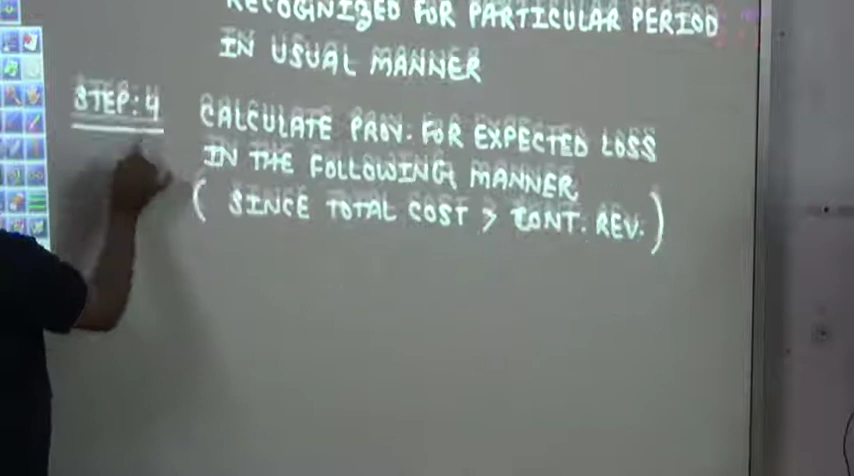 RECOGNIZED FOR PARTICULAR PERIOD
IN USUAL MANNER
STEP: 4 CALCULATE PROV. FOR EXPECTED LOSS
IN THE FOLLOWING MANNER
( SINCE TOTAL COST > CONT. REV. )